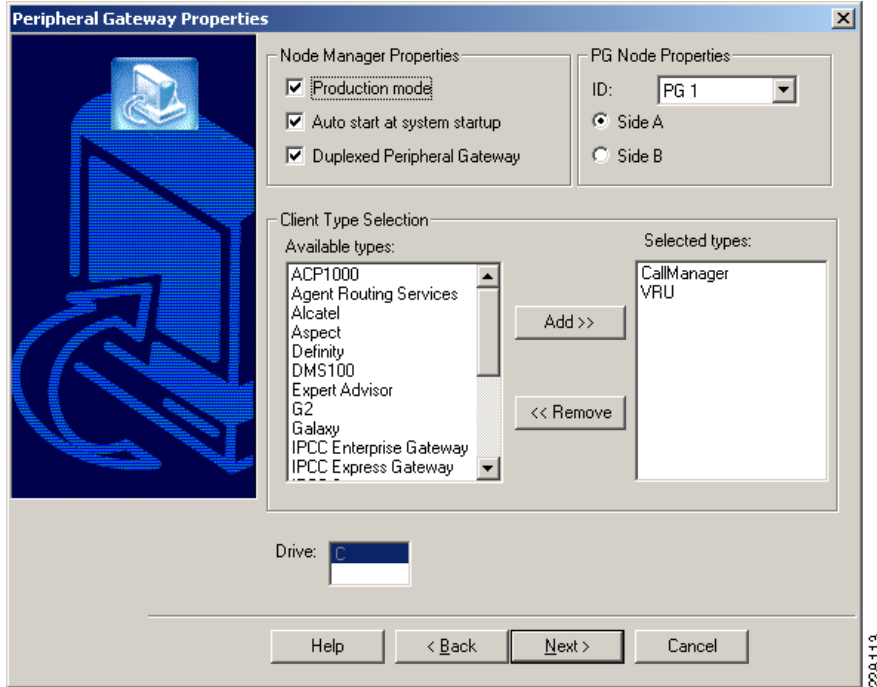 Peripheral Gateway Properties
Node Manager Properties
Production mode
Auto start at system startup
Duplexed Peripheral Gateway
PG Node Properties
ID:
PG 1
Side A
Side B
Client Type Selection
Available types:
ACP1000
Agent Routing Services
Alcatel
Aspect
Definity
DMS100
Expert Advisor
G2
Galaxy
IPCC Enterprise Gateway
IPCC Express Gateway
Add >>
<< Remove
Selected types:
CallManager
VRU
Drive:
C
Help
< Back
Next >
Cancel